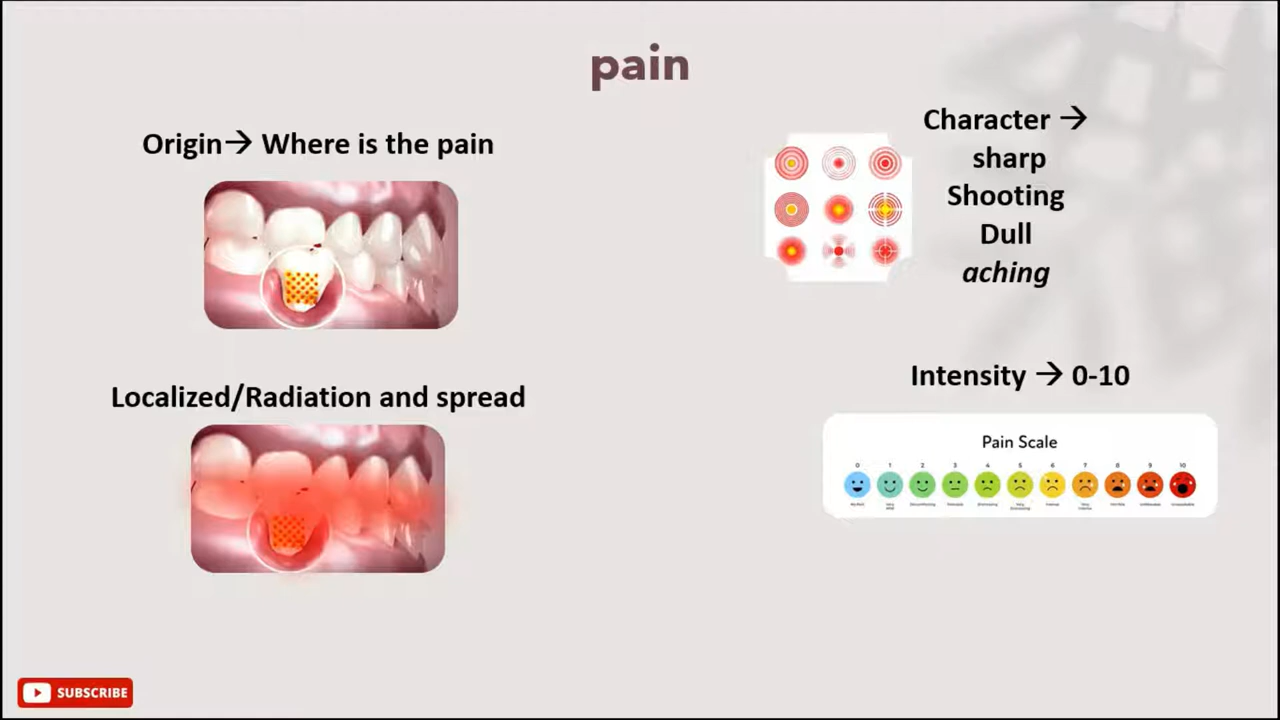 pain
Origin→ Where is the pain
Localized/Radiation and spread
Character →
sharp
Shooting
Dull
aching
Intensity → 0-10
Pain Scale
0 1 2 3 4 5 6 7 8 9 10
SUBSCRIBE